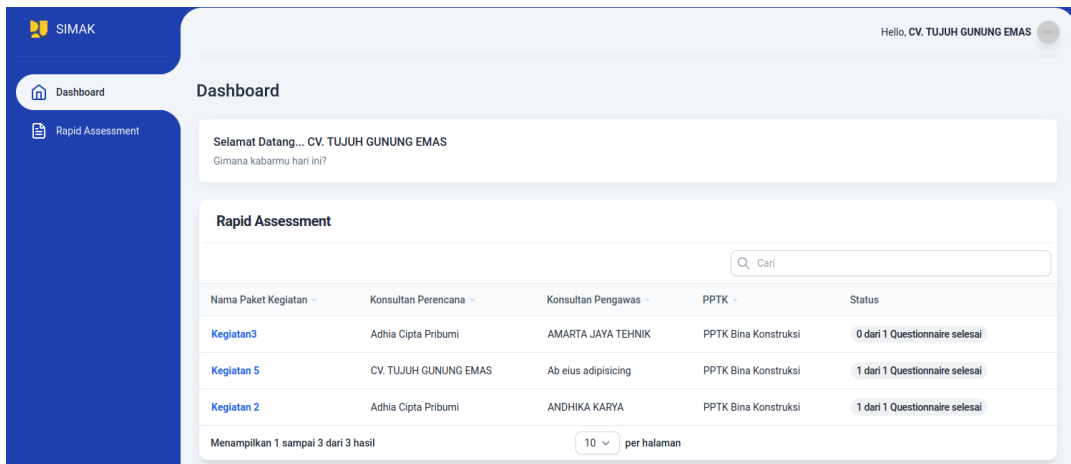 SIMAK
Hello, CV. TUJUH GUNUNG EMAS
Dashboard
Rapid Assessment
Dashboard
Selamat Datang... CV. TUJUH GUNUNG EMAS
Gimana kabarmu hari ini?
Rapid Assessment
Cari
Nama Paket Kegiatan Konsultan Perencana Konsultan Pengawas PPTK Status
Kegiatan3 Adhia Cipta Pribumi AMARTA JAYA TEHNIK PPTK Bina Konstruksi 0 dari 1 Questionnaire selesai
Kegiatan 5 CV. TUJUH GUNUNG EMAS Ab eius adipisicing PPTK Bina Konstruksi 1 dari 1 Questionnaire selesai
Kegiatan 2 Adhia Cipta Pribumi ANDHIKA KARYA PPTK Bina Konstruksi 1 dari 1 Questionnaire selesai
Menampilkan 1 sampai 3 dari 3 hasil 10 per halaman